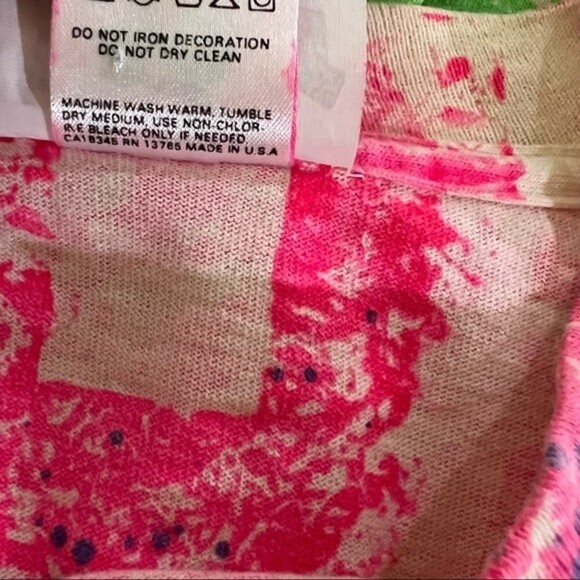 DO NOT IRON DECORATION
DO NOT DRY CLEAN
MACHINE WASH WARM, TUMBLE
DRY MEDIUM, USE NON-CHLOR-
INE BLEACH ONLY IF NEEDED
CA18345 RN 13765 MADE IN U.S.A